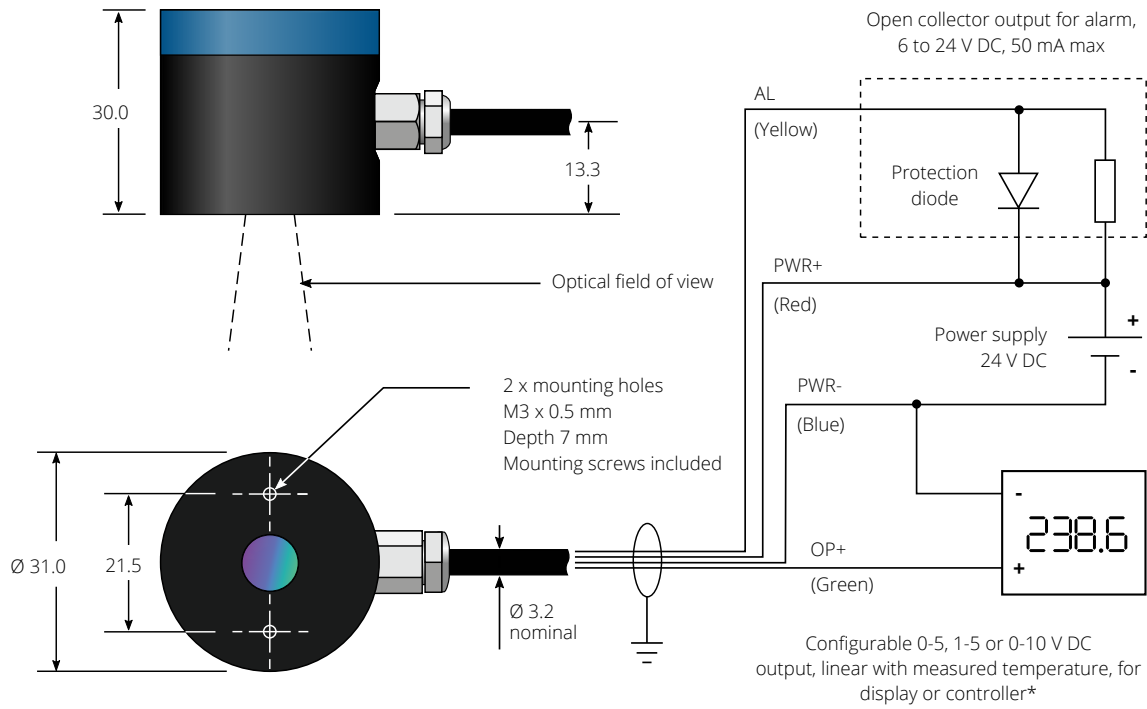 Open collector output for alarm,
6 to 24 V DC, 50 mA max
30.0
13.3
Optical field of view
AL
(Yellow)
Protection
diode
PWR+
(Red)
Power supply
24 V DC
+
-
PWR-
(Blue)
2 x mounting holes
M3 x 0.5 mm
Depth 7 mm
Mounting screws included
Ø 31.0
21.5
Ø 3.2
nominal
OP+
(Green)
-
238.6
+
Configurable 0-5, 1-5 or 0-10 V DC
output, linear with measured temperature, for
display or controller*